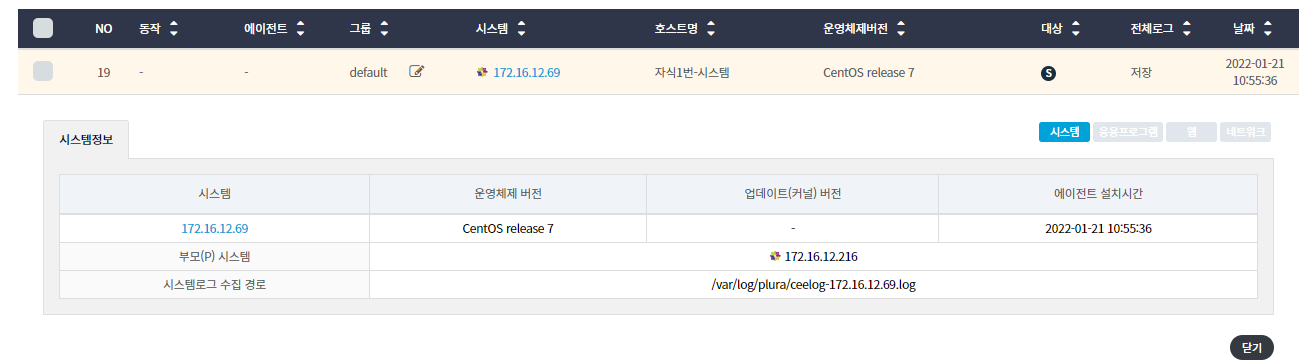 NO 동작 에이전트 그룹 시스템 호스트명 운영체제버전 대상 전체로그 날짜
19 - - default 172.16.12.69 자식1번-시스템 CentOS release 7 S 저장 2022-01-21
10:55:36
시스템정보 시스템 응용프로그램 웹 네트워크
시스템 운영체제 버전 업데이트(커널) 버전 에이전트 설치시간
172.16.12.69 CentOS release 7 - 2022-01-21 10:55:36
부모(P) 시스템 172.16.12.216
시스템로그 수집 경로 /var/log/plura/ceelog-172.16.12.69.log
닫기